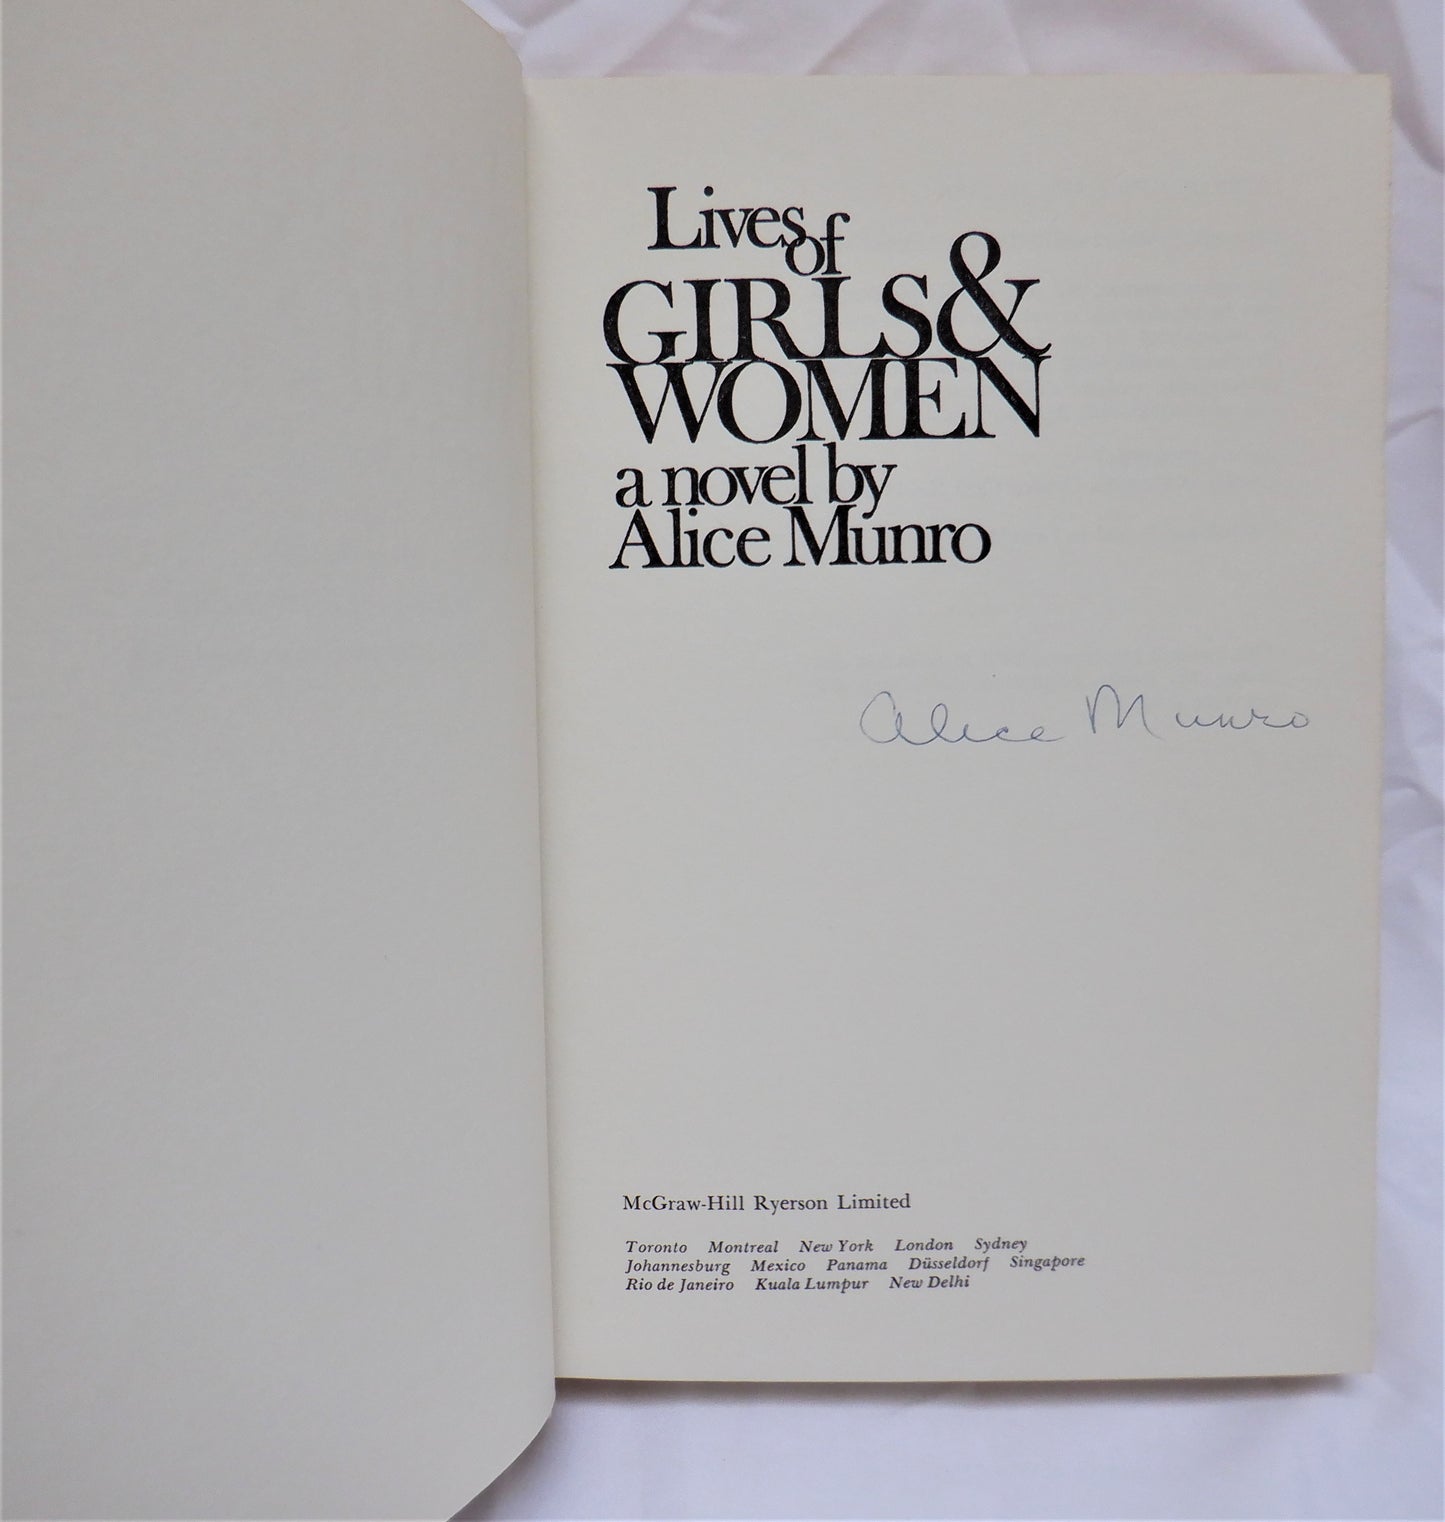 Lives of
GIRLS &
WOMEN
a novel by
Alice Munro
Alice Munro
McGraw-Hill Ryerson Limited
Toronto Montreal New York London Sydney
Johannesburg Mexico Panama Düsseldorf Singapore
Rio de Janeiro Kuala Lumpur New Delhi